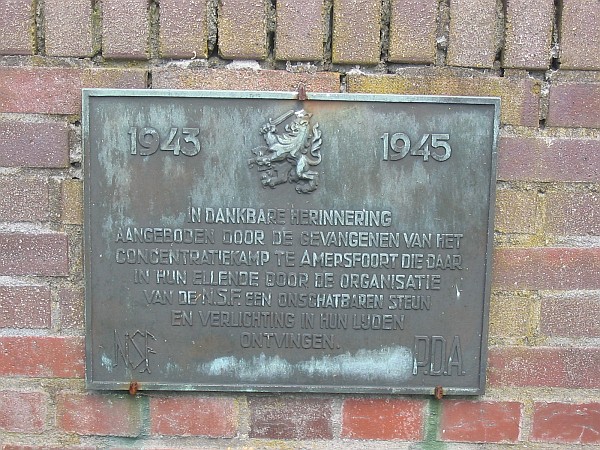 1943 1945
IN DANKBARE HERINNERING
AANGEBODEN DOOR DE GEVANGENEN VAN HET
CONCENTRATIEKAMP TE AMERSFOORT DIE DAAR
IN HUN ELLENDE DOOR DE ORGANISATIE
VAN DE N.S.F. EEN ONSCHATBAREN STEUN
EN VERLICHTING IN HUN LIJDEN
ONTVINGEN.
NSF P.D.A.